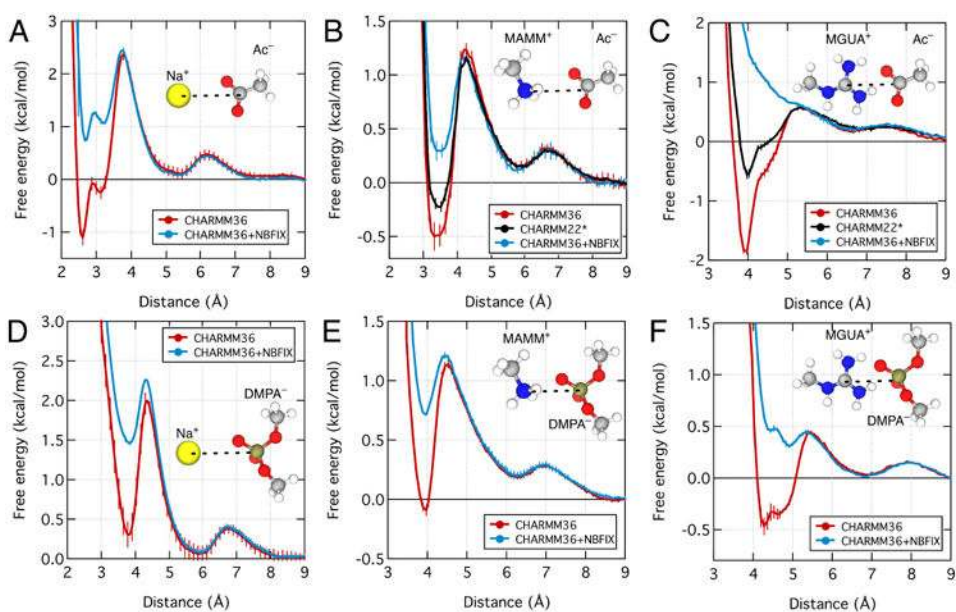 A
Free energy (kcal/mol)
3
2
1
0
-1
Na⁺
Ac⁻
CHARMM36
CHARMM36+NBFIX
2 3 4 5 6 7 8 9
Distance (Å)
B
Free energy (kcal/mol)
1.5
1.0
0.5
0.0
-0.5
MAMM⁺
Ac⁻
CHARMM36
CHARMM22*
CHARMM36+NBFIX
3 4 5 6 7 8 9
Distance (Å)
C
Free energy (kcal/mol)
2
1
0
-1
-2
MGUA⁺
Ac⁻
CHARMM36
CHARMM22*
CHARMM36+NBFIX
3 4 5 6 7 8 9
Distance (Å)
D
Free energy (kcal/mol)
3.0
2.5
2.0
1.5
1.0
0.5
0.0
CHARMM36
CHARMM36+NBFIX
DMPA⁻
Na⁺
2 3 4 5 6 7 8 9
Distance (Å)
E
Free energy (kcal/mol)
1.5
1.0
0.5
0.0
-0.5
MAMM⁺
DMPA⁻
CHARMM36
CHARMM36+NBFIX
3 4 5 6 7 8 9
Distance (Å)
F
Free energy (kcal/mol)
1.5
1.0
0.5
0.0
-0.5
MGUA⁺
DMPA⁻
CHARMM36
CHARMM36+NBFIX
3 4 5 6 7 8 9
Distance (Å)